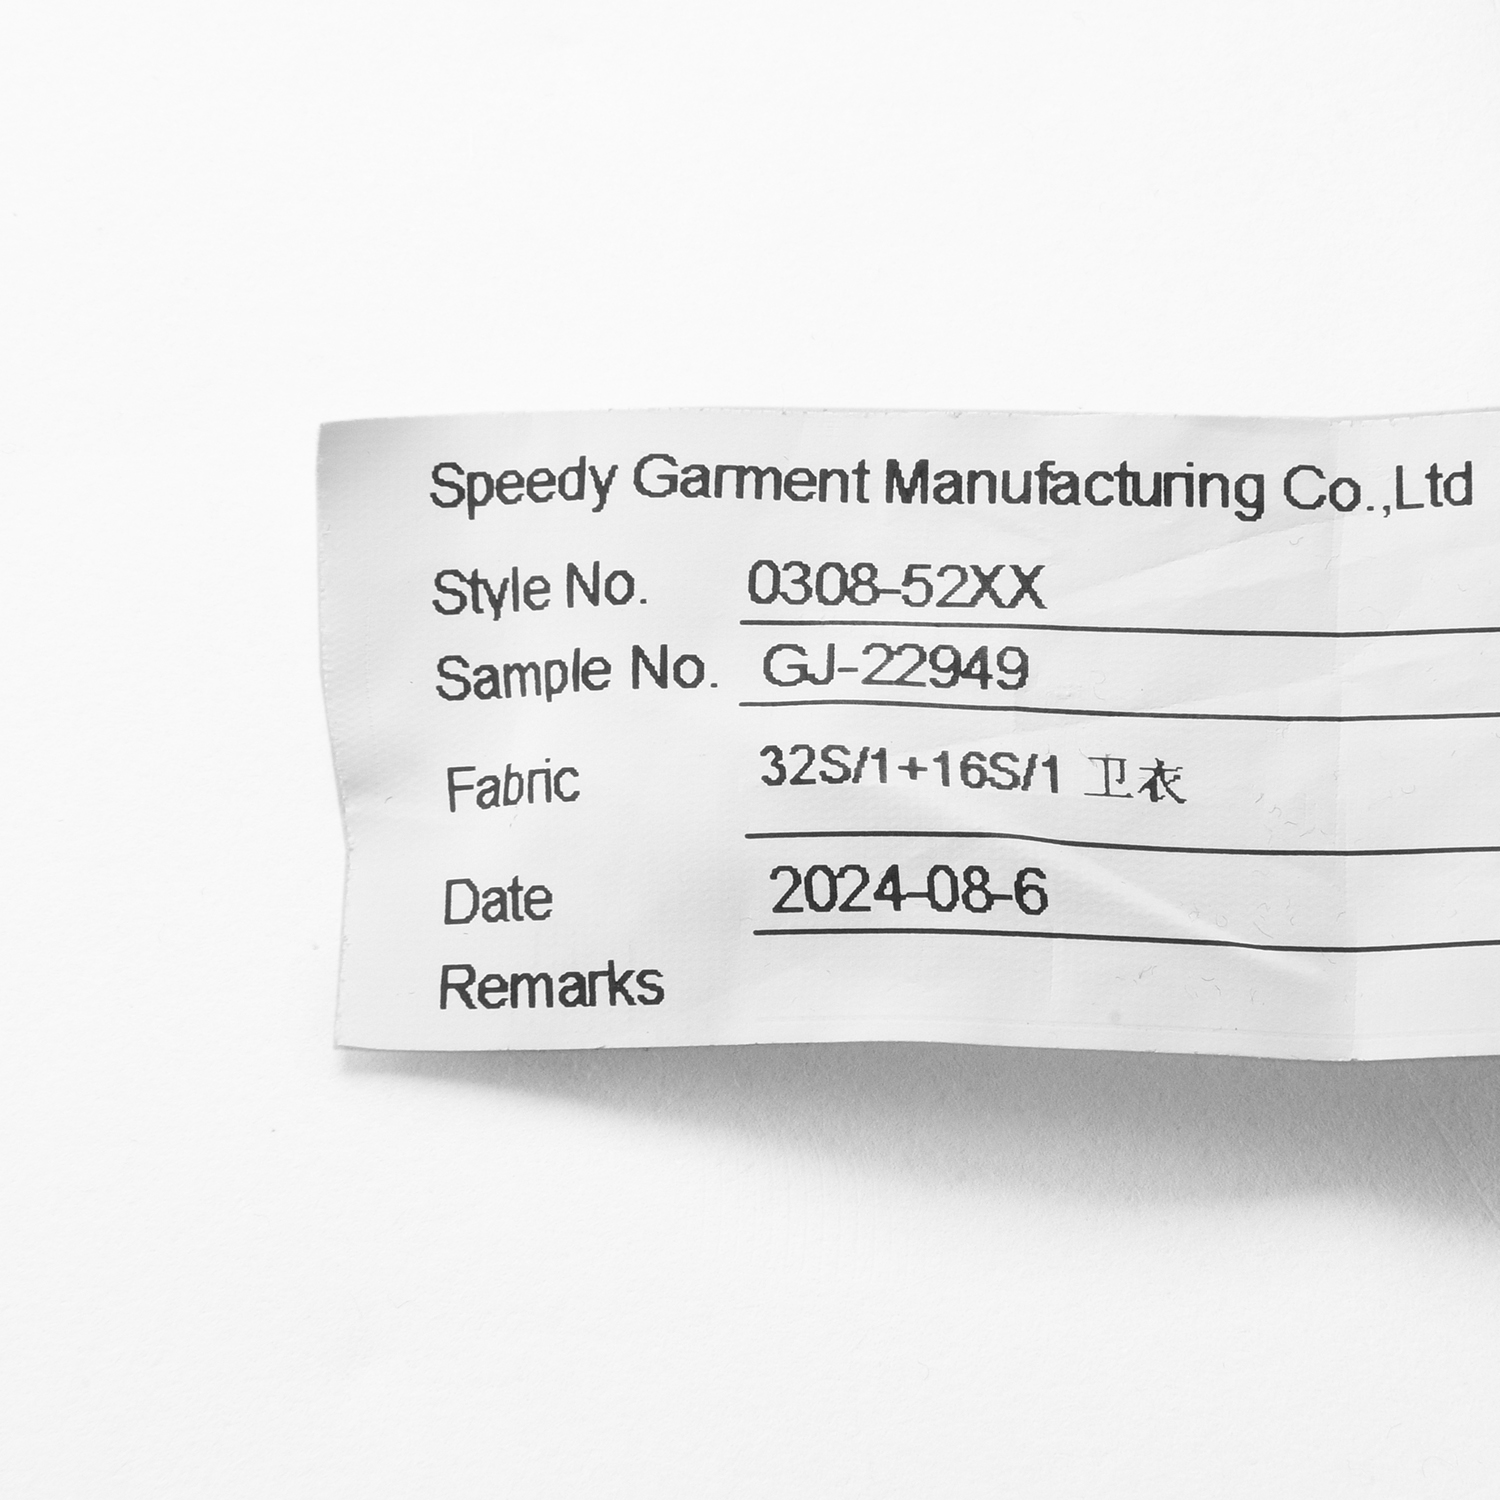 Speedy Garment Manufacturing Co.,Ltd
Style No. 0308-52XX
Sample No. GJ-22949
Fabric 32S/1+16S/1 卫衣
Date 2024-08-6
Remarks